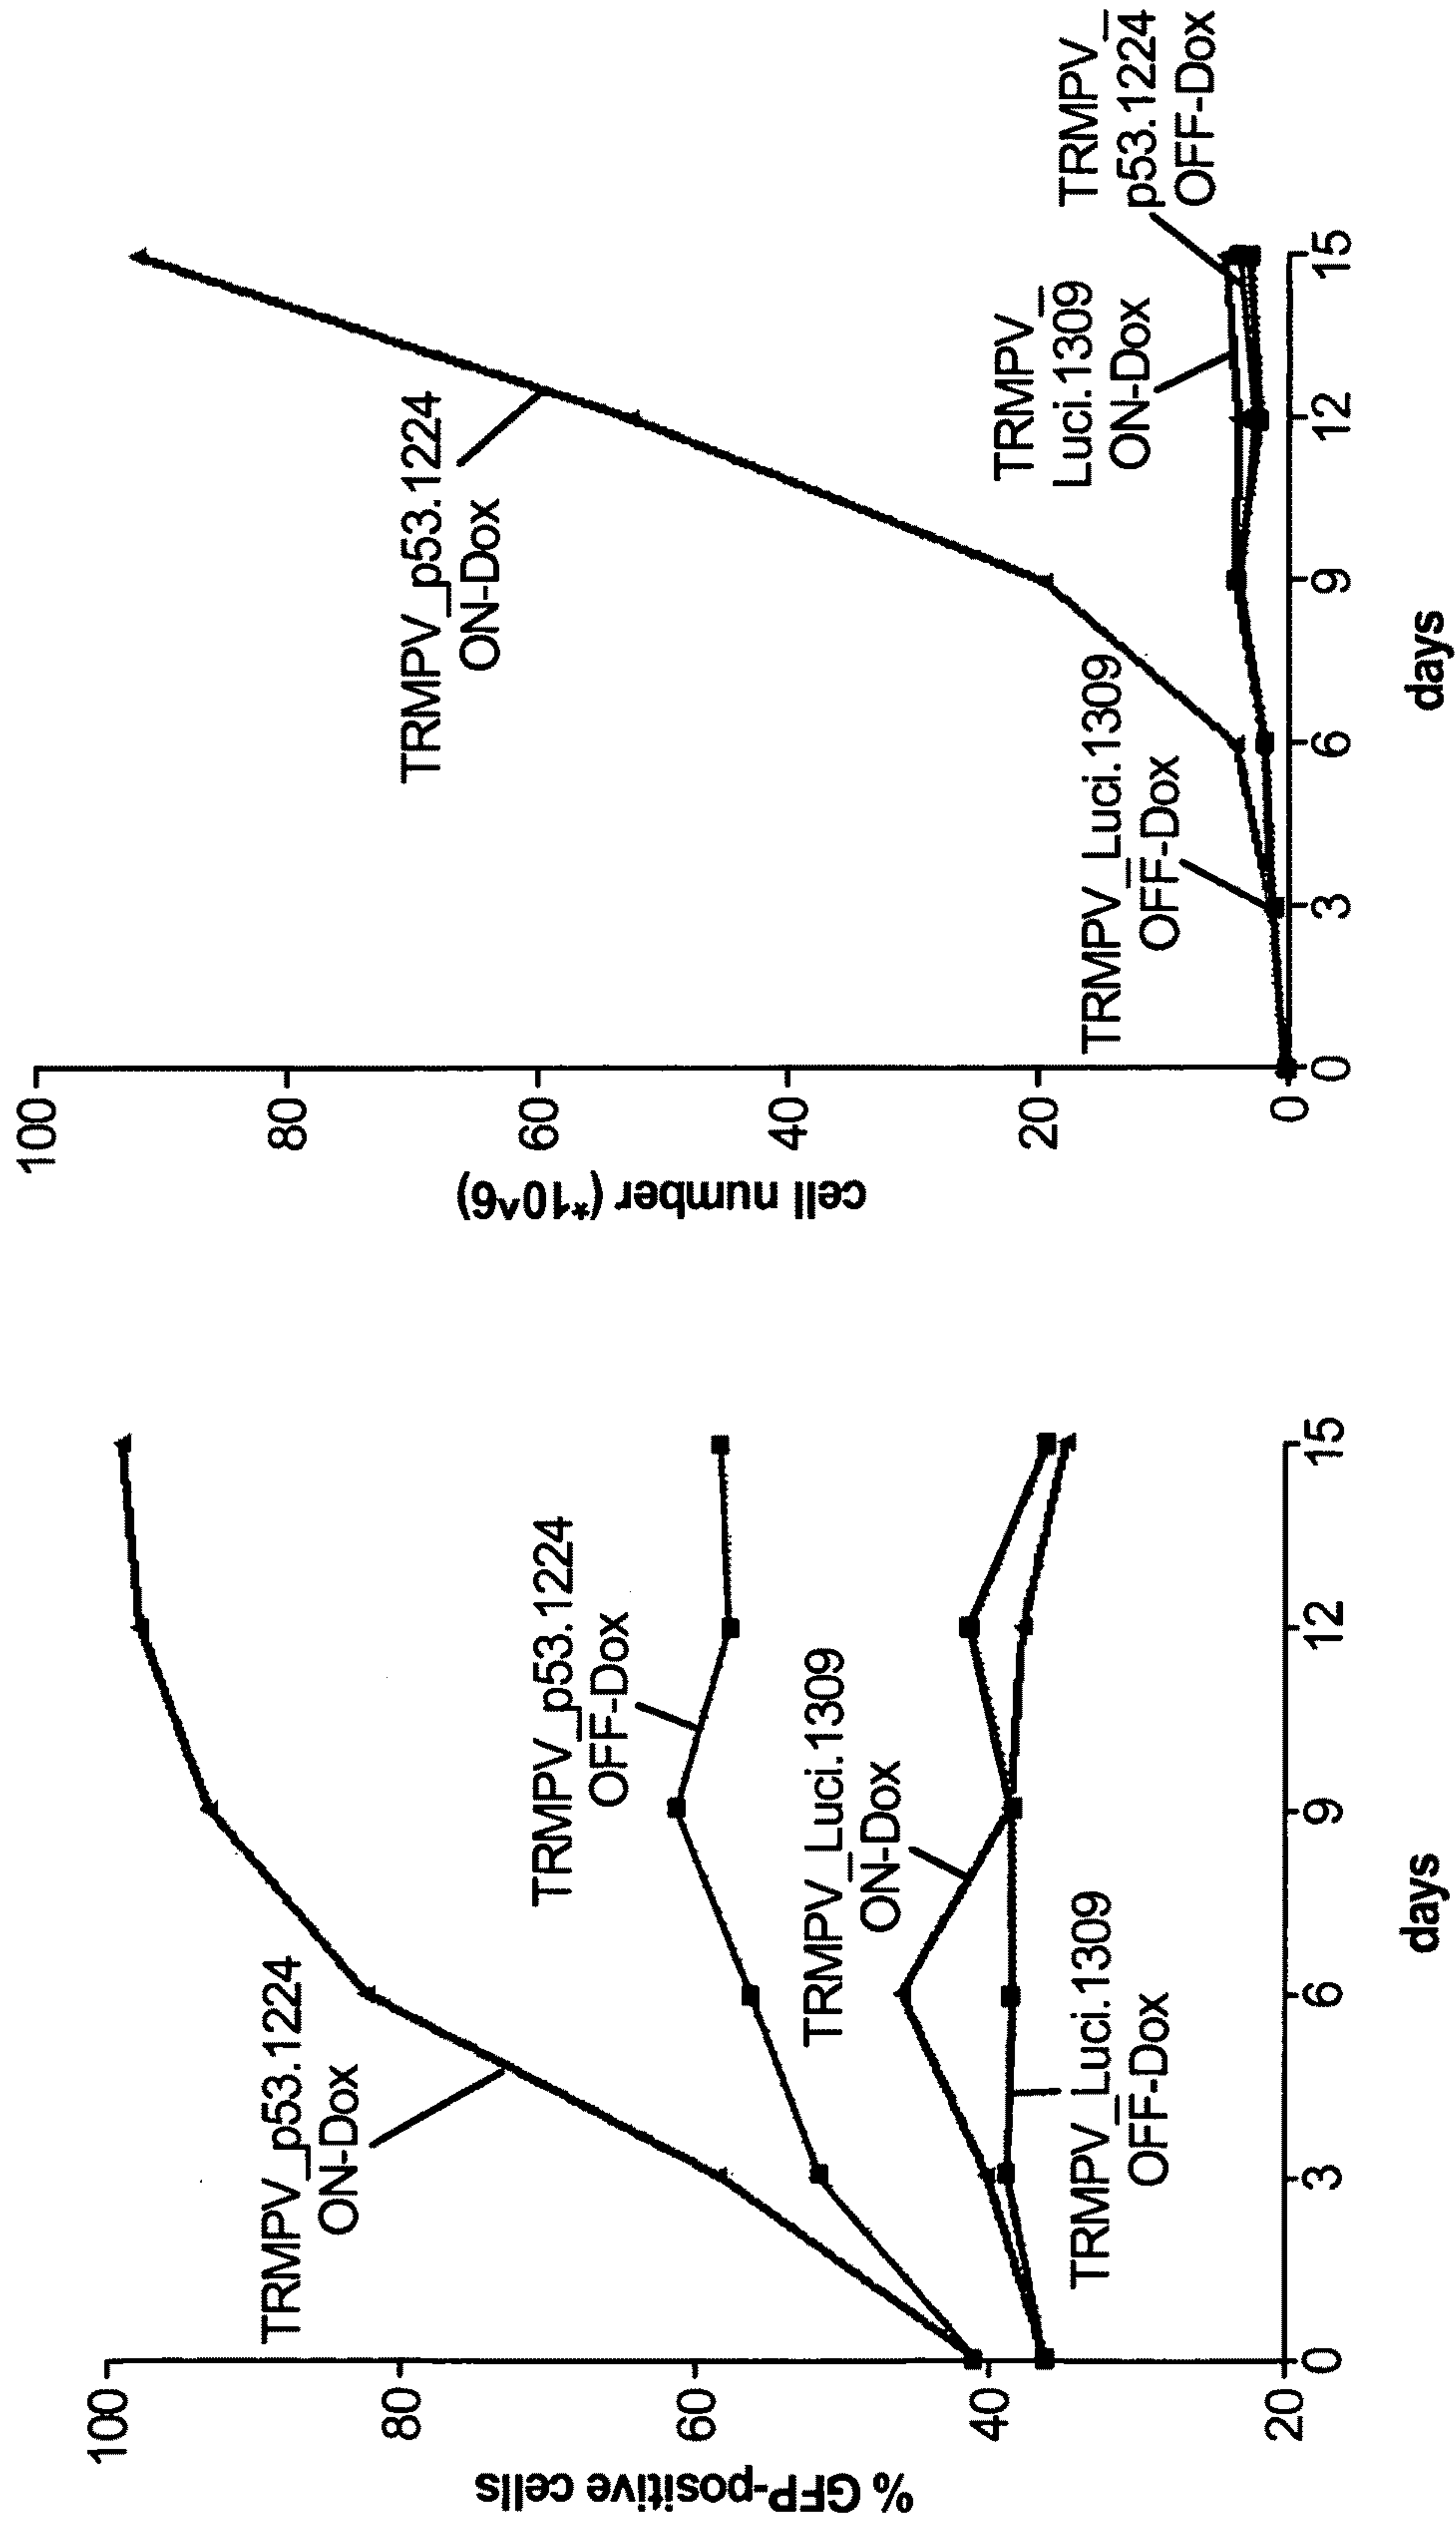 100
80
60
40
20
% GFP-positive cells
0
3
6
9
12
15
days
TRMPV_p53.1224
ON-Dox
TRMPV_p53.1224
OFF-Dox
TRMPV_Luci.1309
ON-Dox
TRMPV_Luci.1309
OFF-Dox
100
80
60
40
20
0
cell number (*10^6)
0
3
6
9
12
15
days
TRMPV_p53.1224
ON-Dox
TRMPV_Luci.1309
OFF-Dox
TRMPV_
Luci.1309
ON-Dox
TRMPV_
p53.1224
OFF-Dox